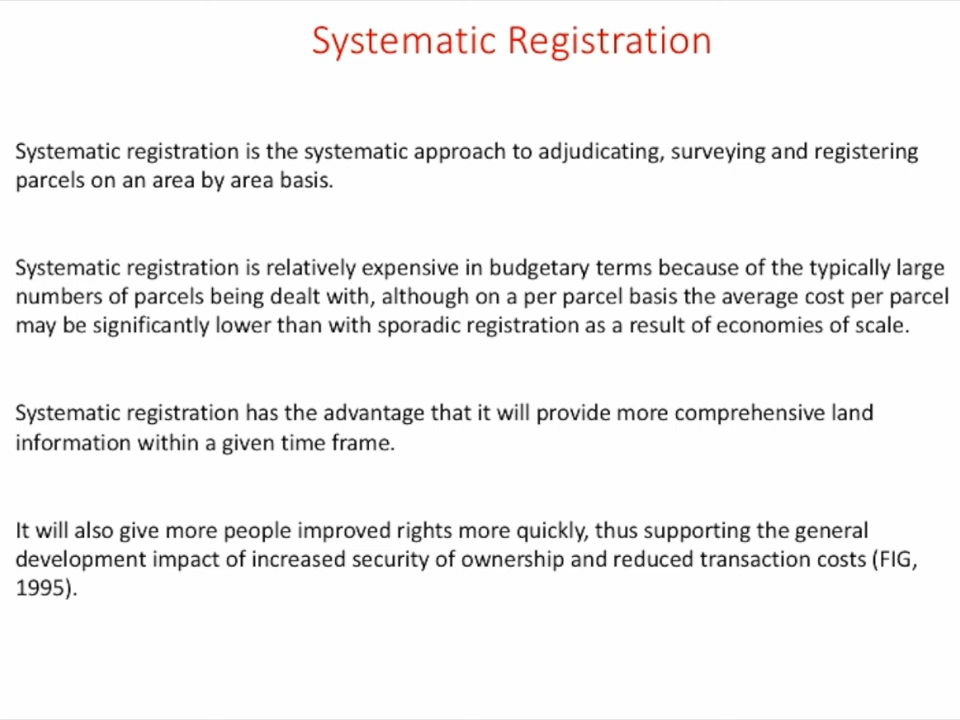 Systematic Registration
Systematic registration is the systematic approach to adjudicating, surveying and registering
parcels on an area by area basis.
Systematic registration is relatively expensive in budgetary terms because of the typically large
numbers of parcels being dealt with, although on a per parcel basis the average cost per parcel
may be significantly lower than with sporadic registration as a result of economies of scale.
Systematic registration has the advantage that it will provide more comprehensive land
information within a given time frame.
It will also give more people improved rights more quickly, thus supporting the general
development impact of increased security of ownership and reduced transaction costs (FIG,
1995).